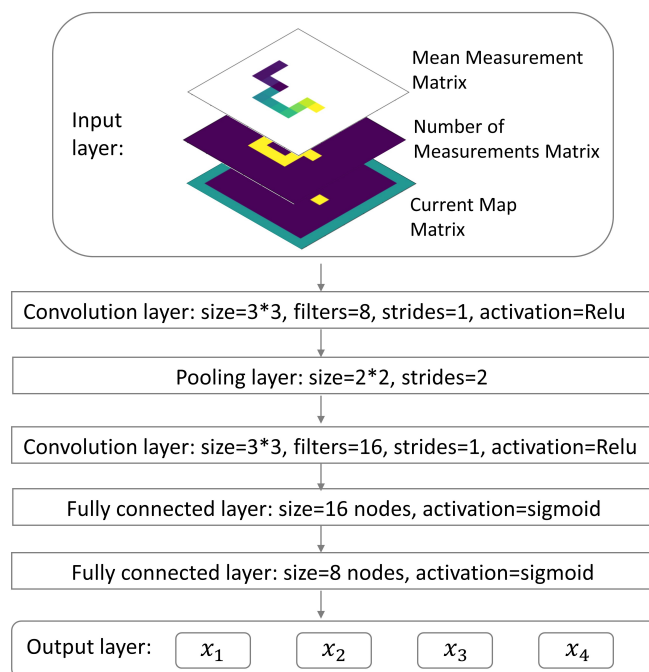 Mean Measurement
Matrix
Input
layer:
Number of
Measurements Matrix
Current Map
Matrix
Convolution layer: size=3*3, filters=8, strides=1, activation=Relu
Pooling layer: size=2*2, strides=2
Convolution layer: size=3*3, filters=16, strides=1, activation=Relu
Fully connected layer: size=16 nodes, activation=sigmoid
Fully connected layer: size=8 nodes, activation=sigmoid
Output layer: x₁ x₂ x₃ x₄